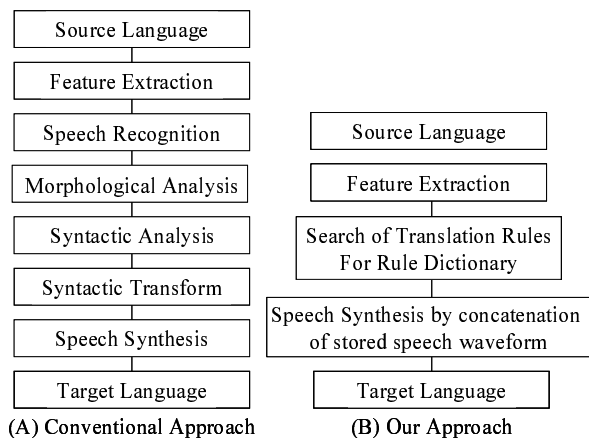 Source Language
Feature Extraction
Speech Recognition
Morphological Analysis
Syntactic Analysis
Syntactic Transform
Speech Synthesis
Target Language
(A) Conventional Approach
Source Language
Feature Extraction
Search of Translation Rules
For Rule Dictionary
Speech Synthesis by concatenation
of stored speech waveform
Target Language
(B) Our Approach